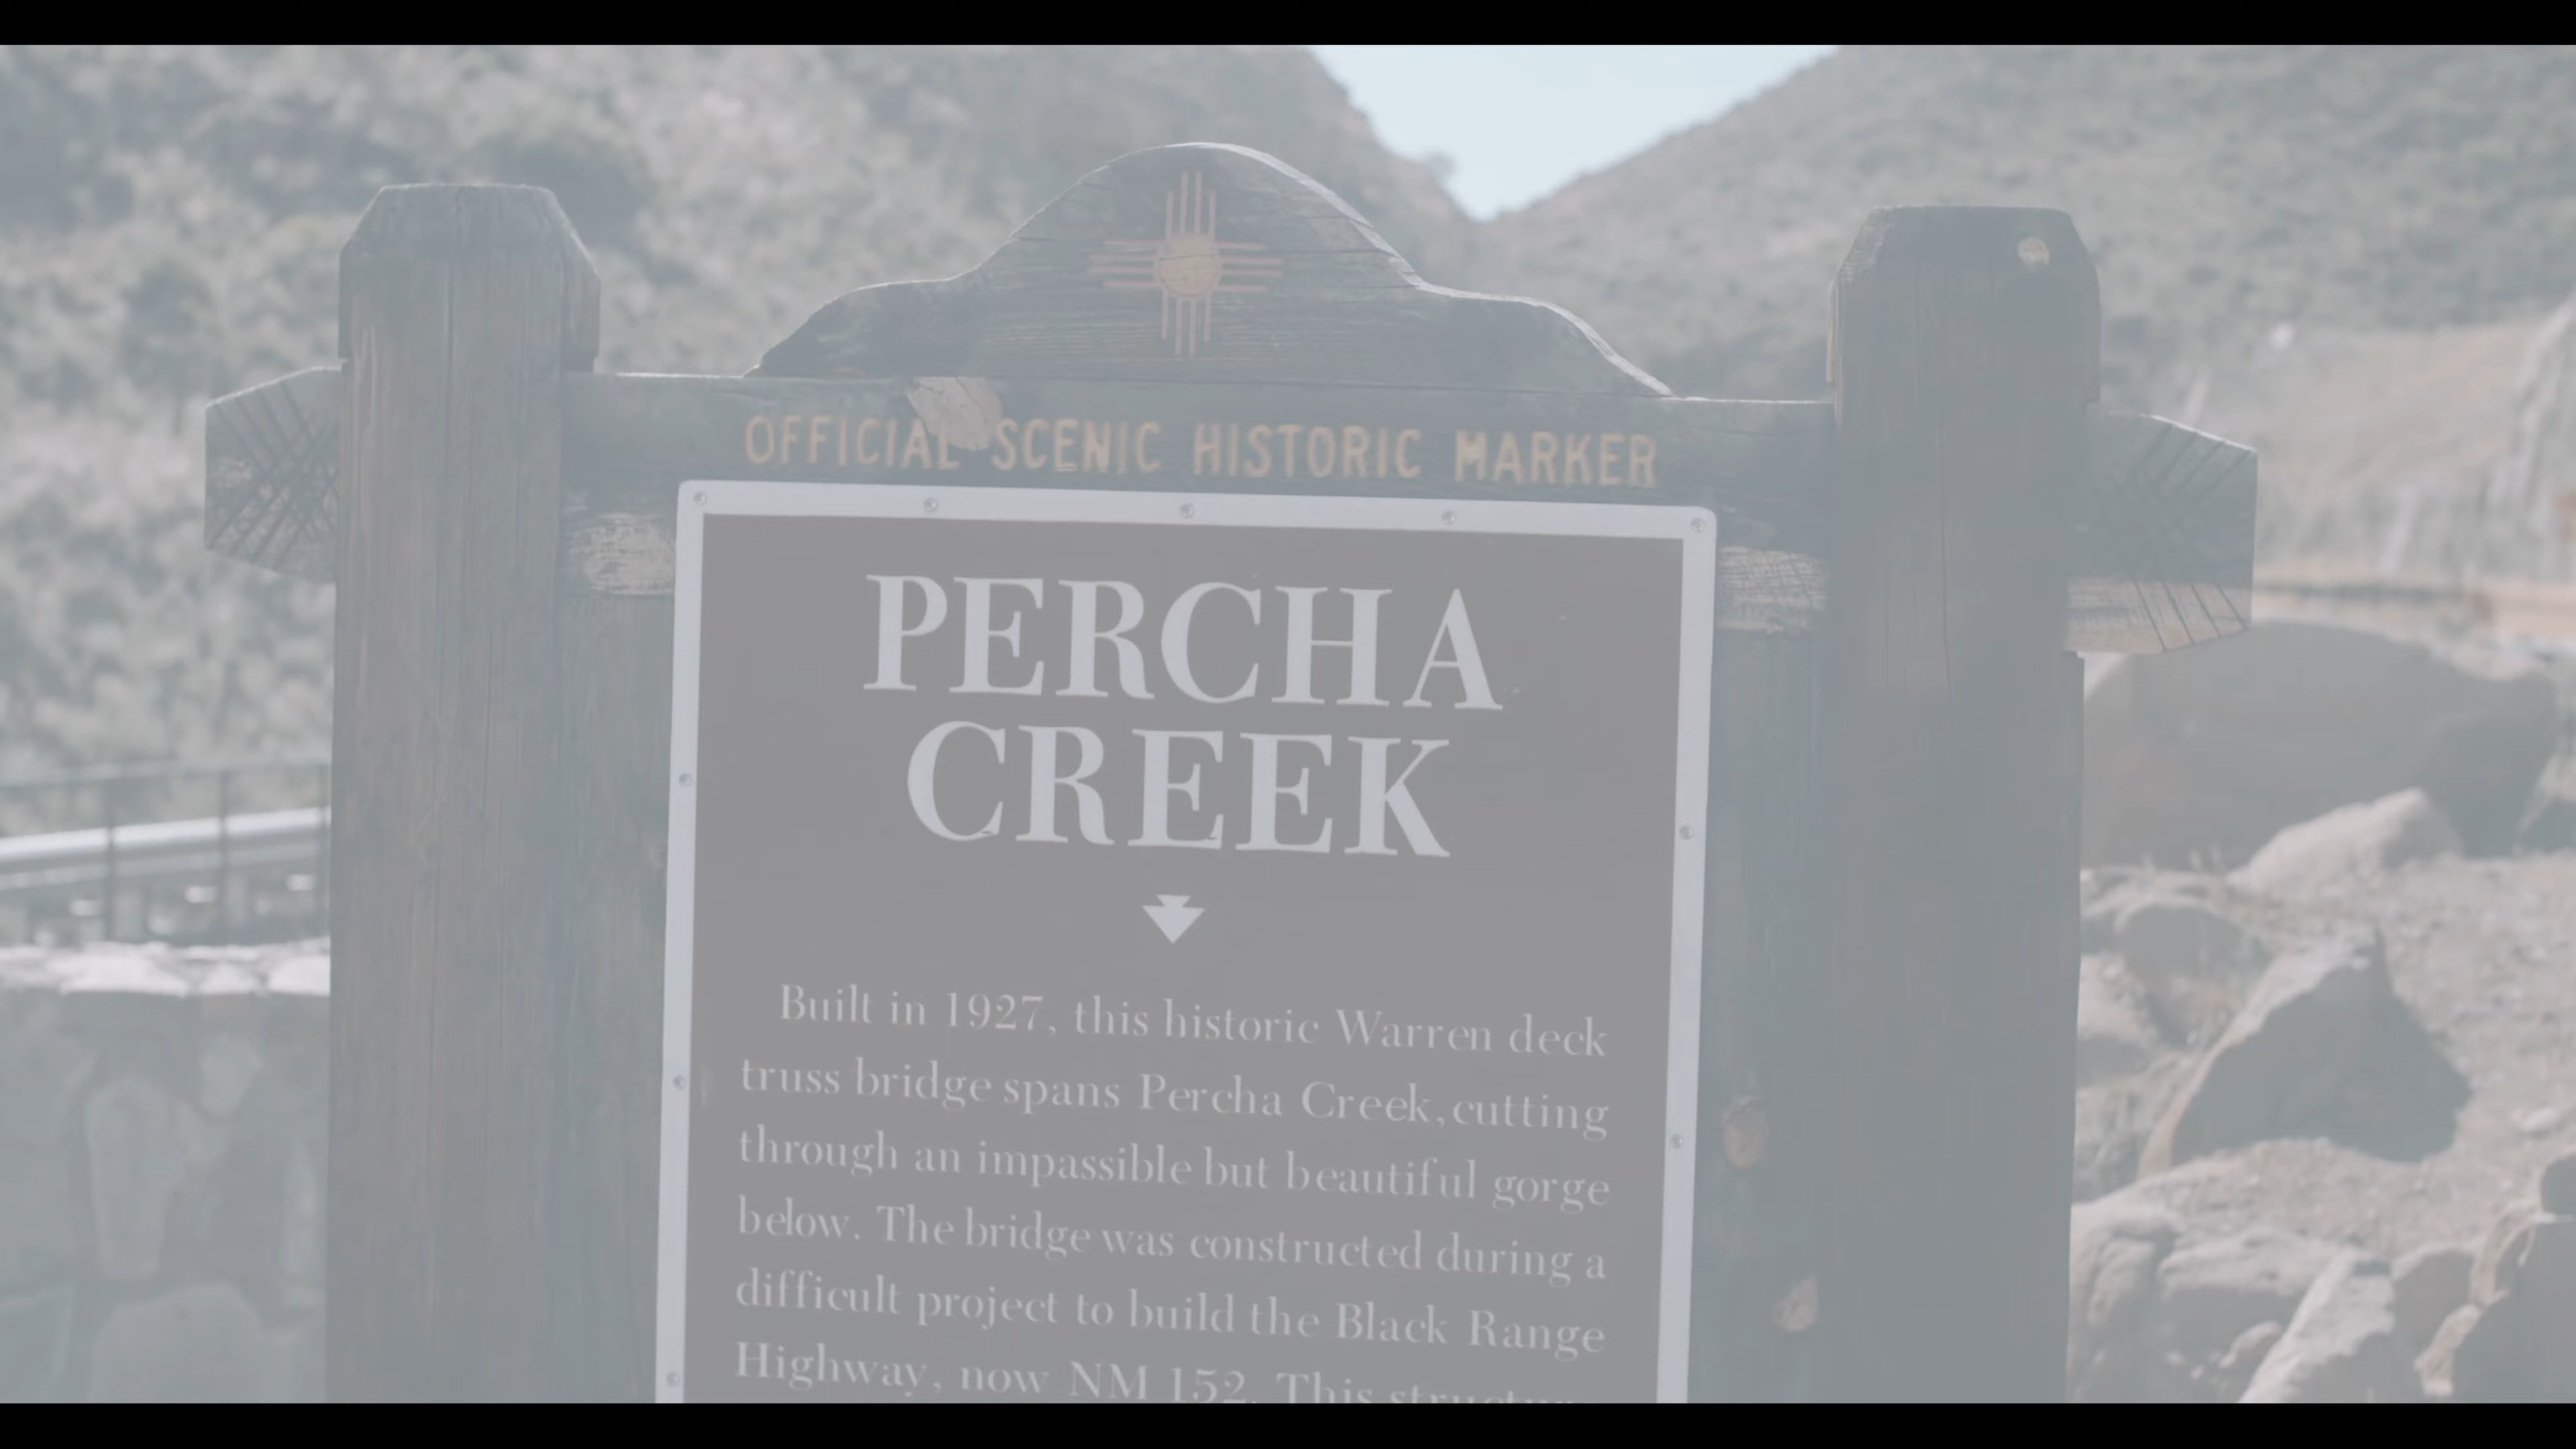 OFFICIAL SCENIC HISTORIC MARKER
PERCHA
CREEK
Built in 1927, this historic Warren deck
truss bridge spans Percha Creek, cutting
through an impassible but beautiful gorge
below. The bridge was constructed during a
difficult project to build the Black Range
Highway, now NM 152. This